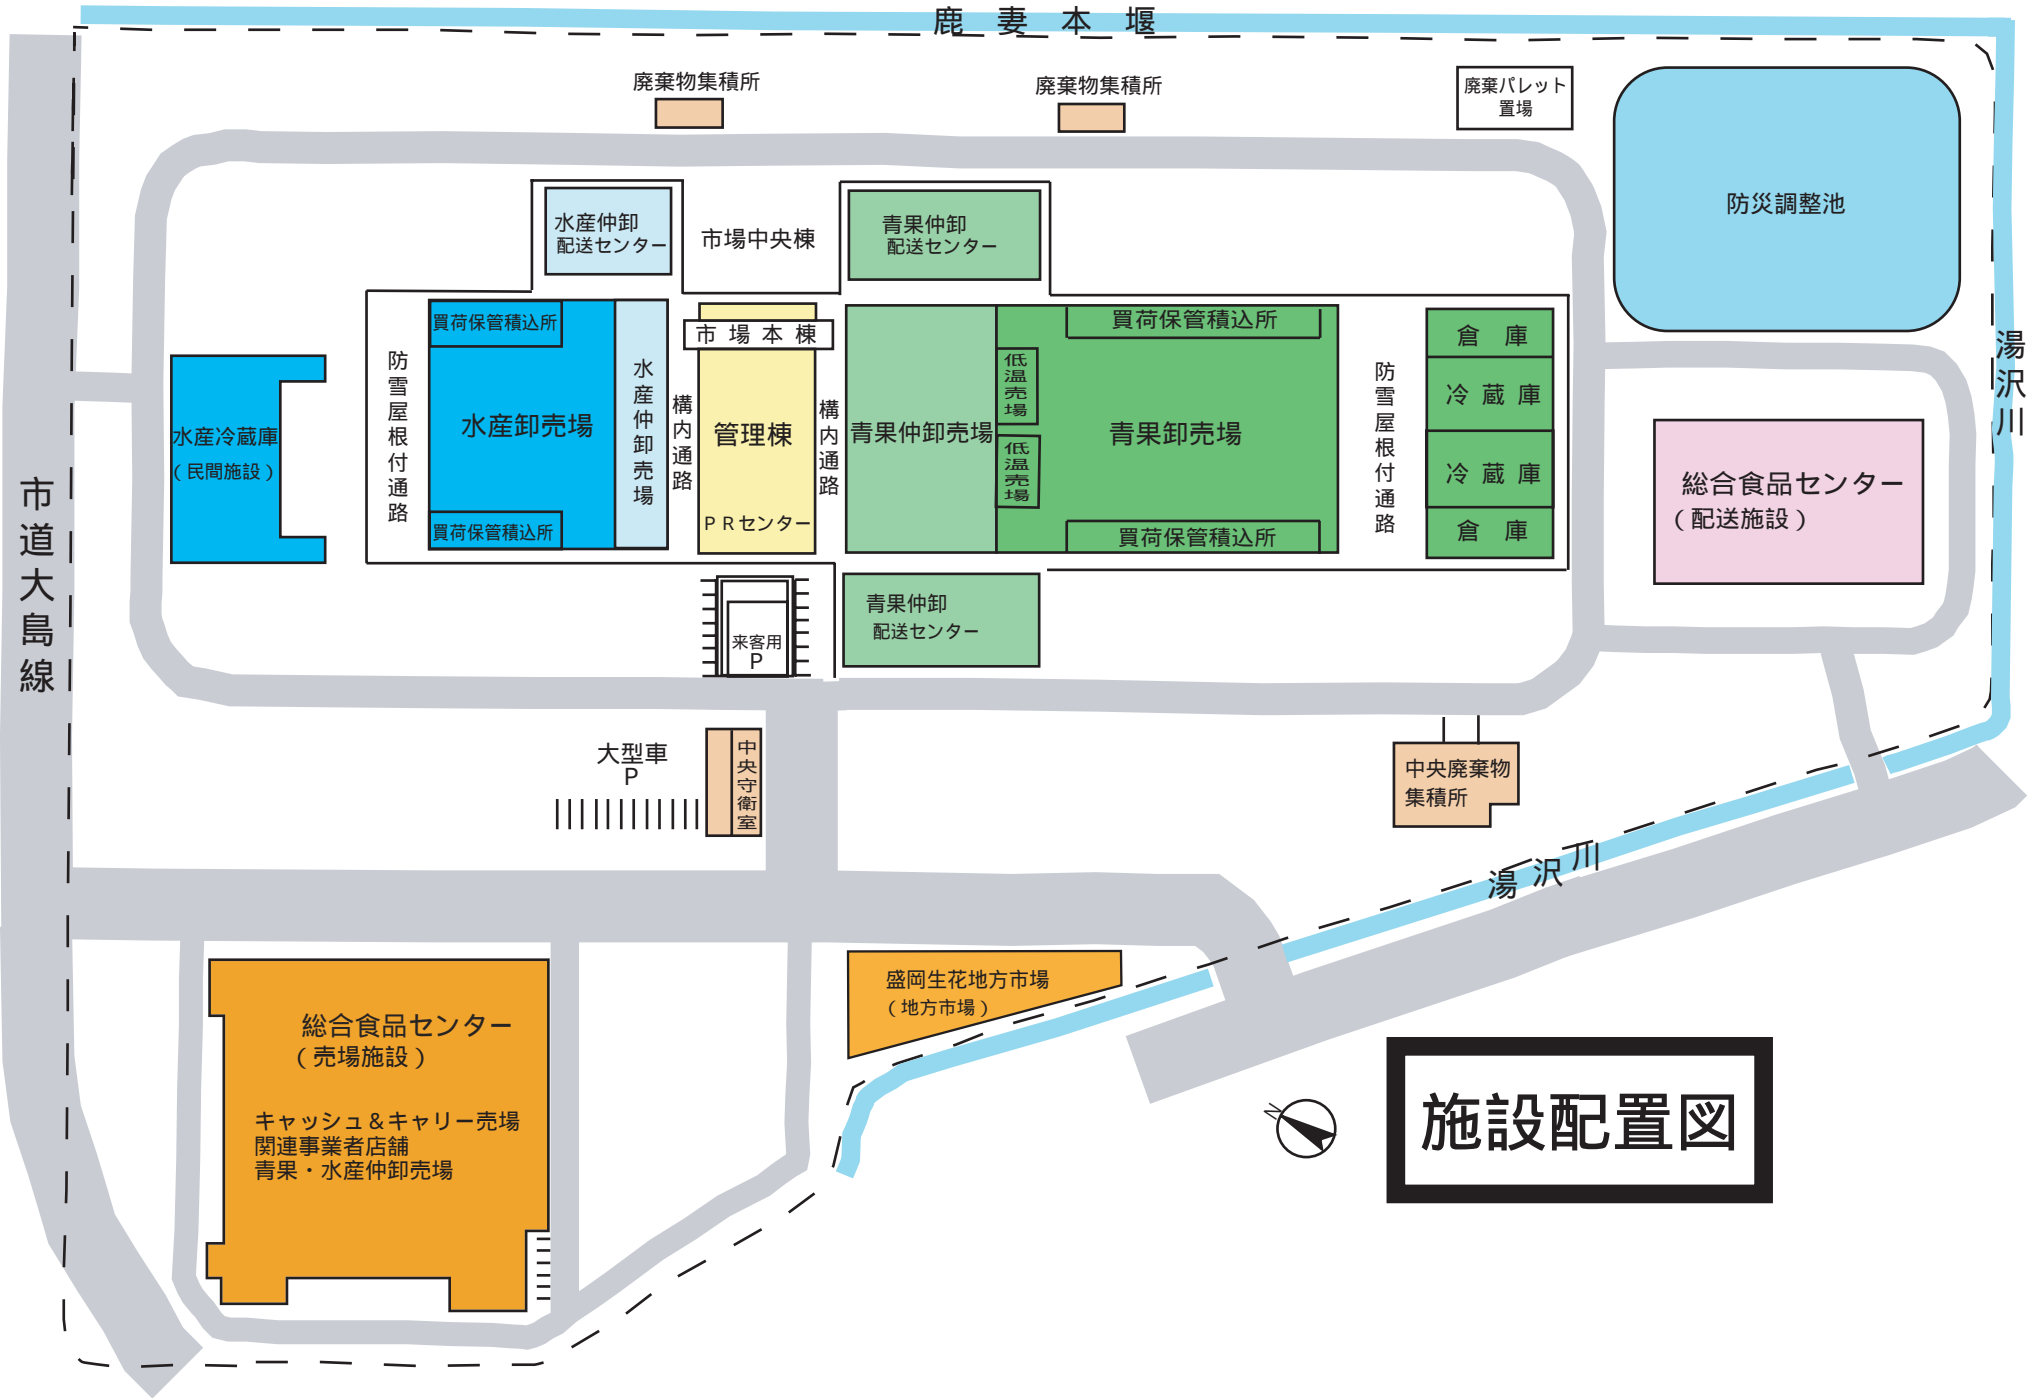 鹿妻本堰
廃棄物集積所
廃棄物集積所
廃棄パレット
置場
防災調整池
水産仲卸
配送センター
市場中央棟
青果仲卸
配送センター
買荷保管積込所
市場本棟
買荷保管積込所
倉庫
防雪屋根付通路
水産仲卸売場
構内通路
構内通路
低温売場
防雪屋根付通路
冷蔵庫
湯沢川
水産冷蔵庫
（民間施設）
水産卸売場
管理棟
青果仲卸売場
青果卸売場
低温売場
冷蔵庫
総合食品センター
（配送施設）
市道大島線
買荷保管積込所
ＰＲセンター
買荷保管積込所
倉庫
来客用
P
青果仲卸
配送センター
大型車
P
中央守衛室
中央廃棄物
集積所
湯沢川
盛岡生花地方市場
（地方市場）
総合食品センター
（売場施設）
キャッシュ＆キャリー売場
関連事業者店舗
青果・水産仲卸売場
N
施設配置図